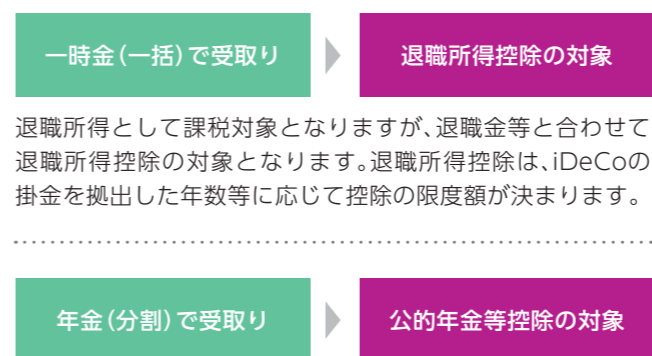 一時金（一括）で受取り
退職所得控除の対象
退職所得として課税対象となりますが、退職金等と合わせて
退職所得控除の対象となります。退職所得控除は、iDeCoの
掛金を拠出した年数等に応じて控除の限度額が決まります。
年金（分割）で受取り
公的年金等控除の対象